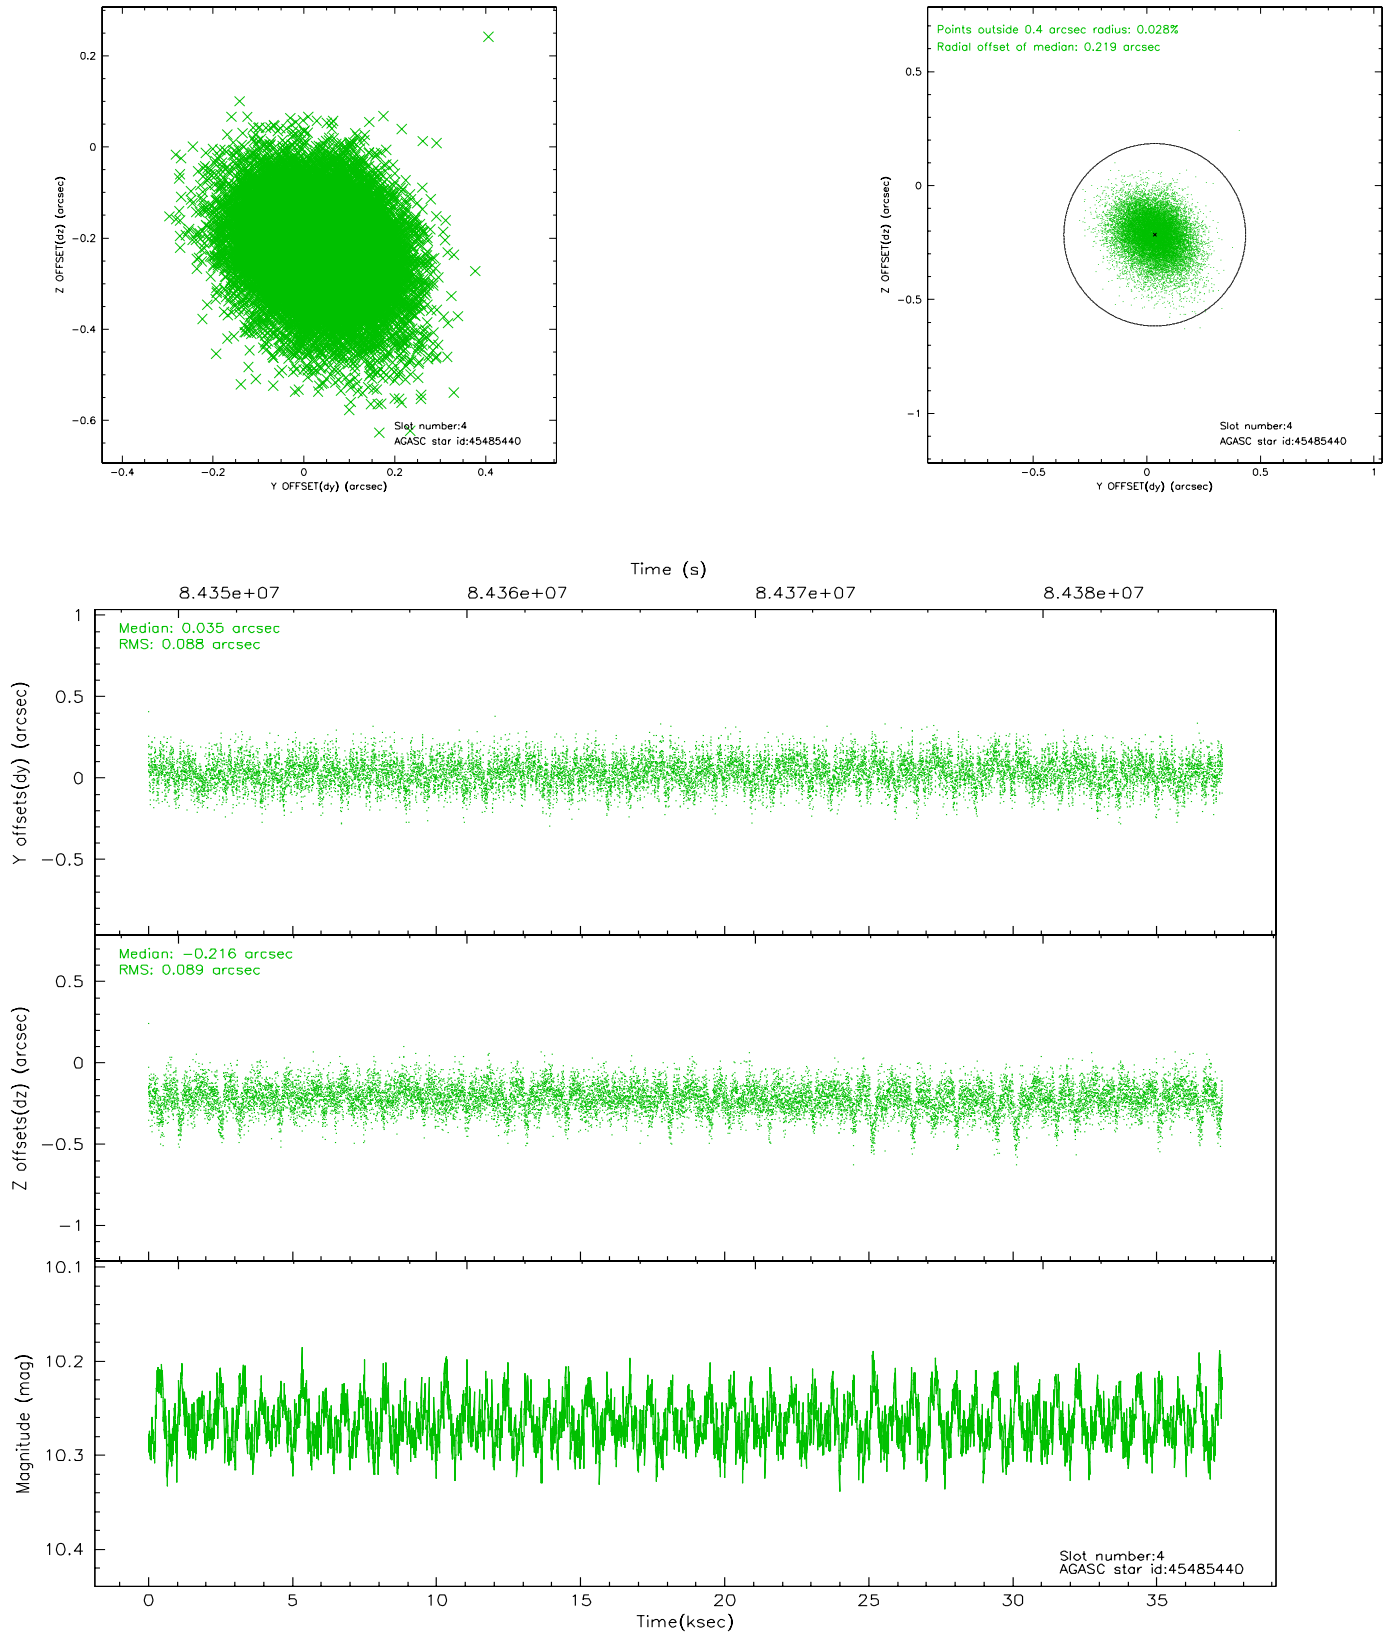 0.2
0
−0.2
−0.4
−0.6
Z OFFSET(dz) (arcsec)
Slot number:4
AGASC star id:45485440
−0.4 −0.2 0 0.2 0.4
Y OFFSET(dy) (arcsec)
Points outside 0.4 arcsec radius: 0.028%
Radial offset of median: 0.219 arcsec
0.5
0
−0.5
−1
Z OFFSET(dz) (arcsec)
Slot number:4
AGASC star id:45485440
−0.5 0 0.5 1
Y OFFSET(dy) (arcsec)
Time (s)
8.435e+07 8.436e+07 8.437e+07 8.438e+07
Median: 0.035 arcsec
RMS: 0.088 arcsec
1
0.5
0
−0.5
Y offsets(dy) (arcsec)
Median: −0.216 arcsec
RMS: 0.089 arcsec
0.5
0
−0.5
−1
Z offsets(dz) (arcsec)
10.1
10.2
10.3
10.4
Magnitude (mag)
Slot number:4
AGASC star id:45485440
0 5 10 15 20 25 30 35
Time(ksec)